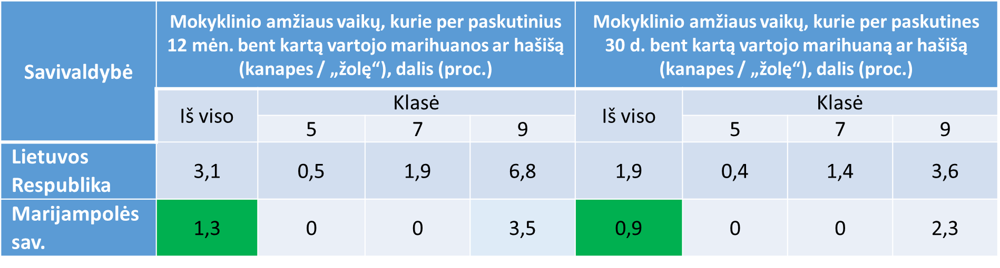 Savivaldybė
Mokyklinio amžiaus vaikų, kurie per paskutinius
12 mėn. bent kartą vartojo marihuanos ar hašišą
(kanapes / „žolę“), dalis (proc.)
Mokyklinio amžiaus vaikų, kurie per paskutines
30 d. bent kartą vartojo marihuaną ar hašišą
(kanapes / „žolę“), dalis (proc.)
Iš viso
Klasė
Iš viso
Klasė
5 7 9 5 7 9
Lietuvos
Respublika
3,1 0,5 1,9 6,8 1,9 0,4 1,4 3,6
Marijampolės
sav.
1,3 0 0 3,5 0,9 0 0 2,3